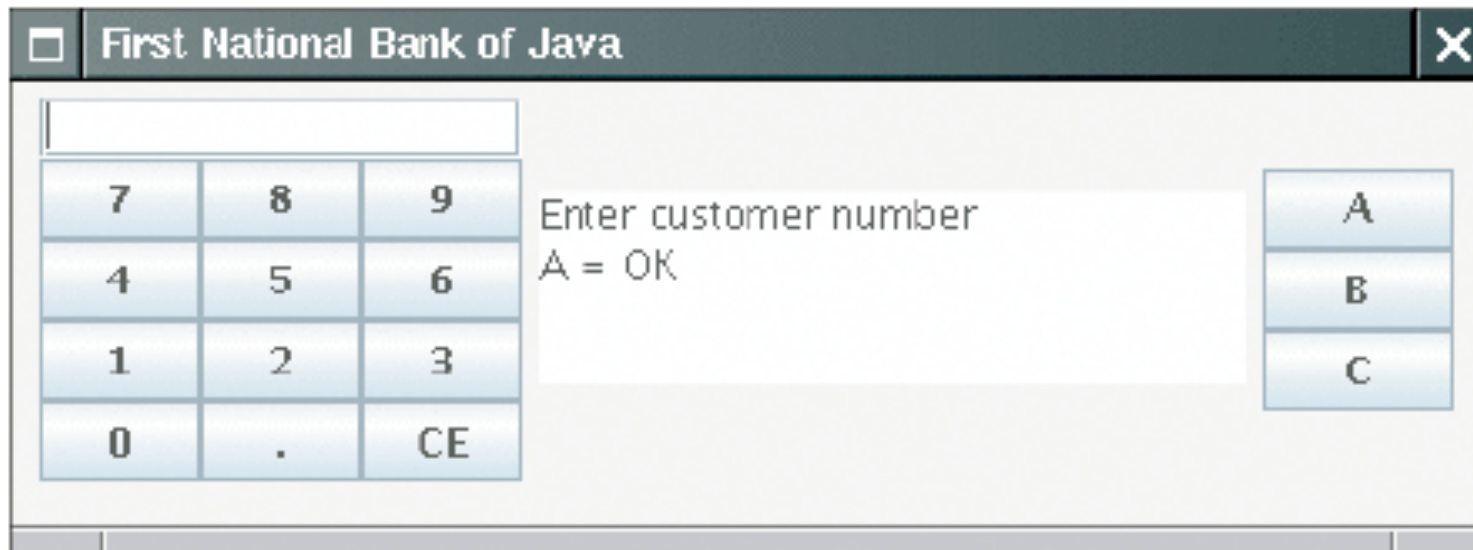 First National Bank of Java
7 8 9
4 5 6
1 2 3
0 . CE
Enter customer number
A = OK
A
B
C